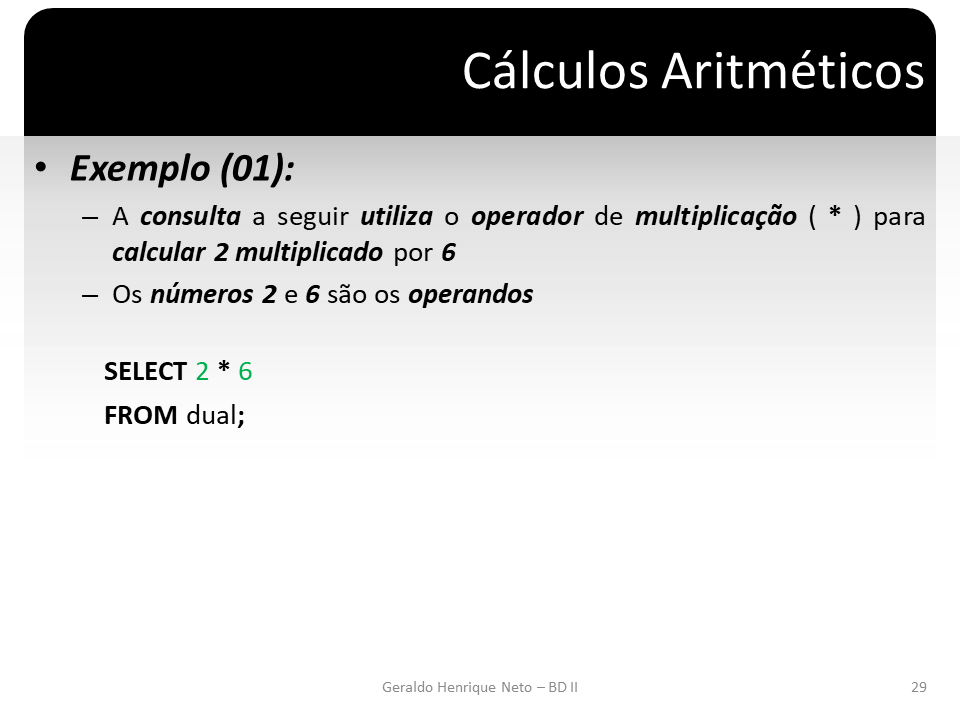 Cálculos Aritméticos
• Exemplo (01):
– A consulta a seguir utiliza o operador de multiplicação ( * ) para
calcular 2 multiplicado por 6
– Os números 2 e 6 são os operandos
SELECT 2 * 6
FROM dual;
Geraldo Henrique Neto – BD II
29